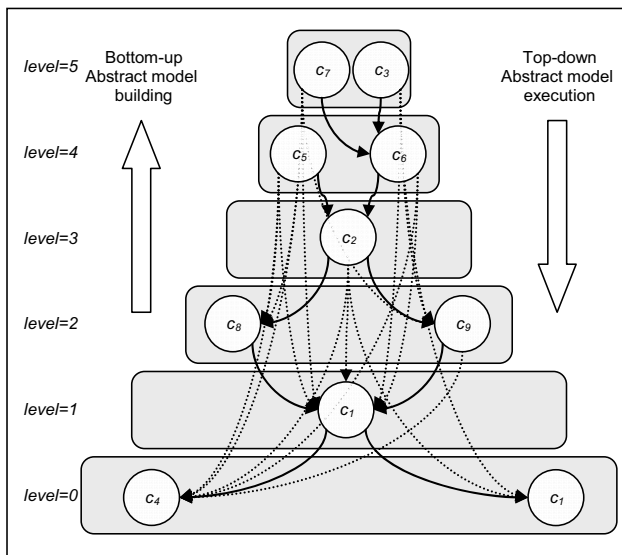 Bottom-up
Abstract model
building
Top-down
Abstract model
execution
level=5
c7
c3
level=4
c5
c6
level=3
c2
level=2
c8
c9
level=1
c1
level=0
c4
c1